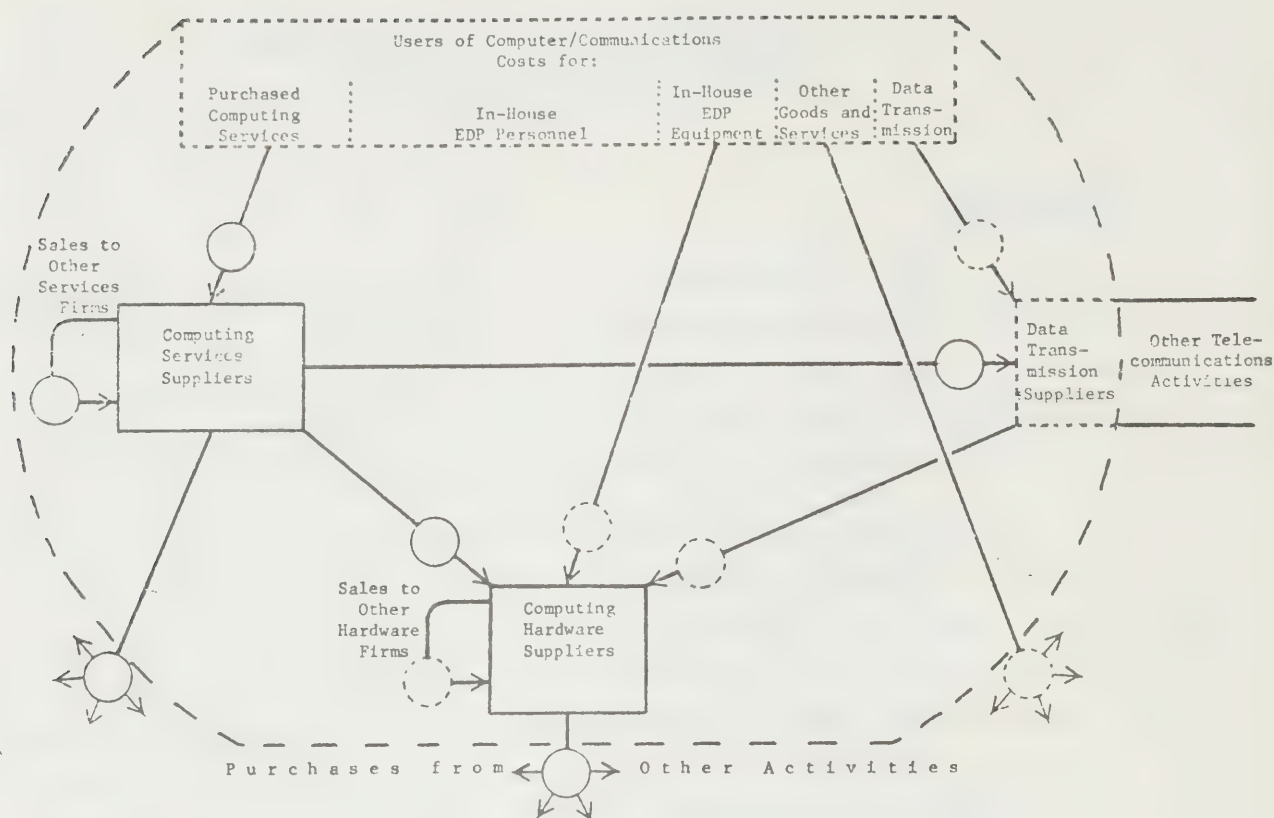 Users of Computer/Communications
Costs for:
Purchased
Computing
Services
In-House
EDP Personnel
In-House
EDP
Equipment
Other
Goods and
Services
Data
Trans-
mission
Sales to
Other
Services
Firms
Computing
Services
Suppliers
Data
Trans-
mission
Suppliers
Other Tele-
communications
Activities
Sales to
Other
Hardware
Firms
Computing
Hardware
Suppliers
Purchases from Other Activities